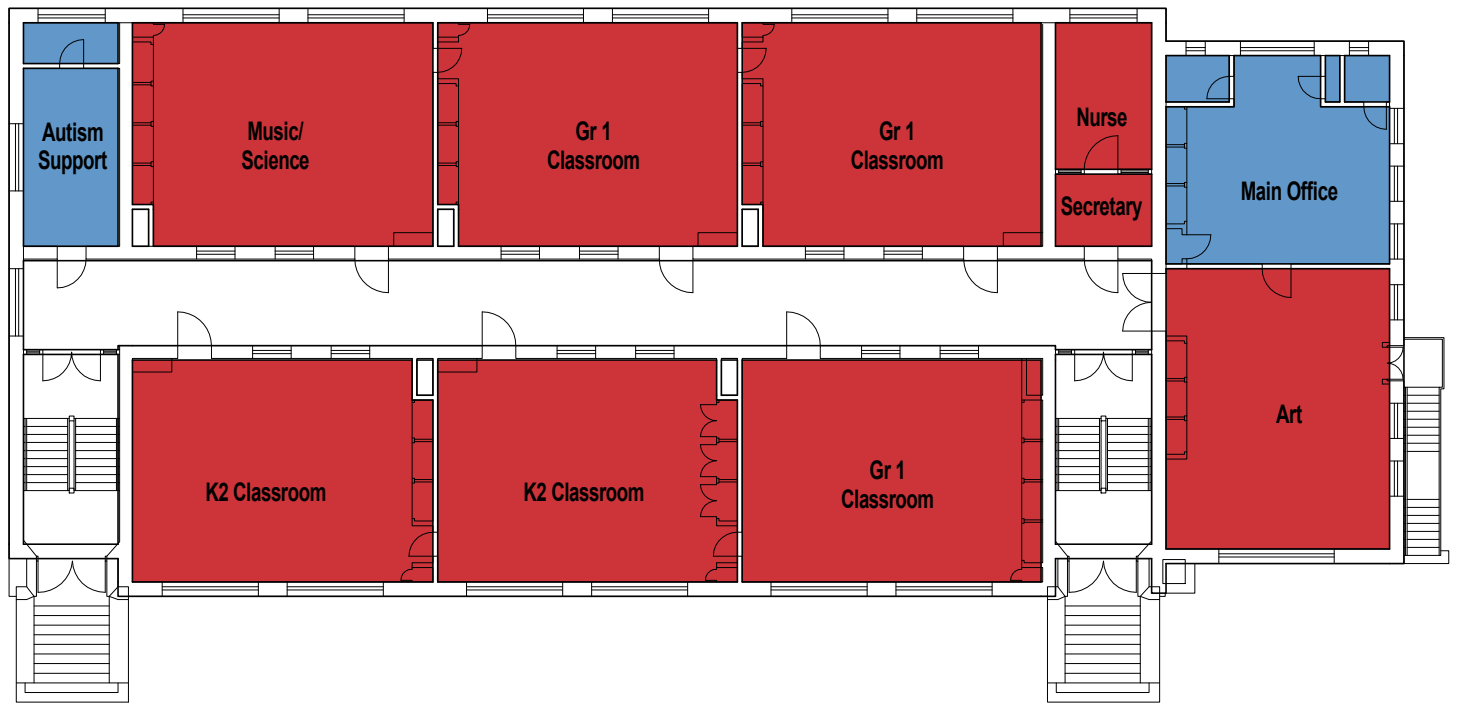 Autism
Support
Music/
Science
Gr 1
Classroom
Gr 1
Classroom
Nurse
Secretary
Main Office
K2 Classroom
K2 Classroom
Gr 1
Classroom
Art